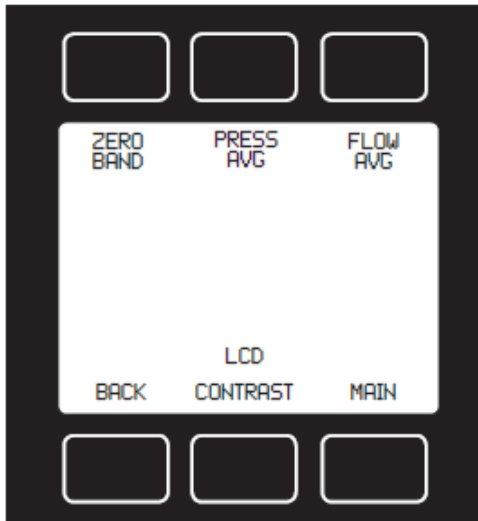 ZERO PRESS FLOW
BAND AVG AVG
LCD
BACK CONTRAST MAIN